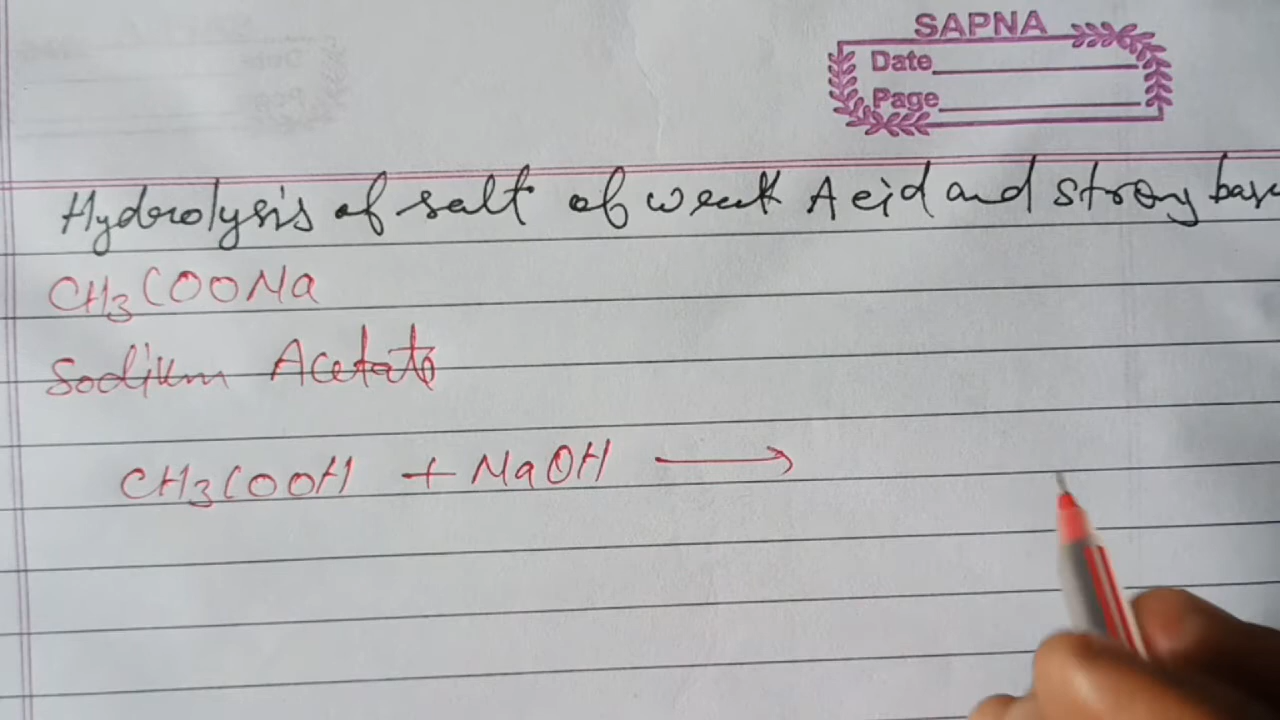 SAPNA
Date
Page
Hydrolysis of salt of weak Acid and strong base
CH3COONa
Sodium Acetate
CH3COOH + NaOH ⟶